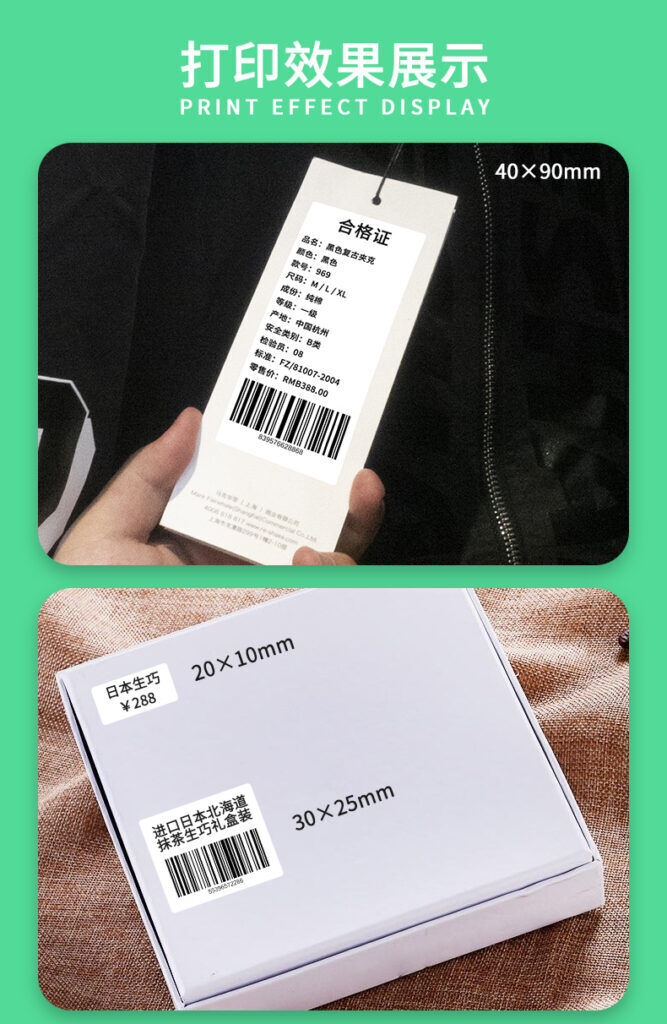 打印效果展示
PRINT EFFECT DISPLAY
40×90mm
合格证
品名：黑色复古夹克
颜色：黑色
款号：969
尺码：M / L / XL
成份：纯棉
等级：一级
产地：中国杭州
安全类别：B类
检验员：08
标准：FZ/81007-2004
零售价：RMB388.00
839576628868
20×10mm
日本生巧
￥288
30×25mm
进口日本北海道
抹茶生巧礼盒装